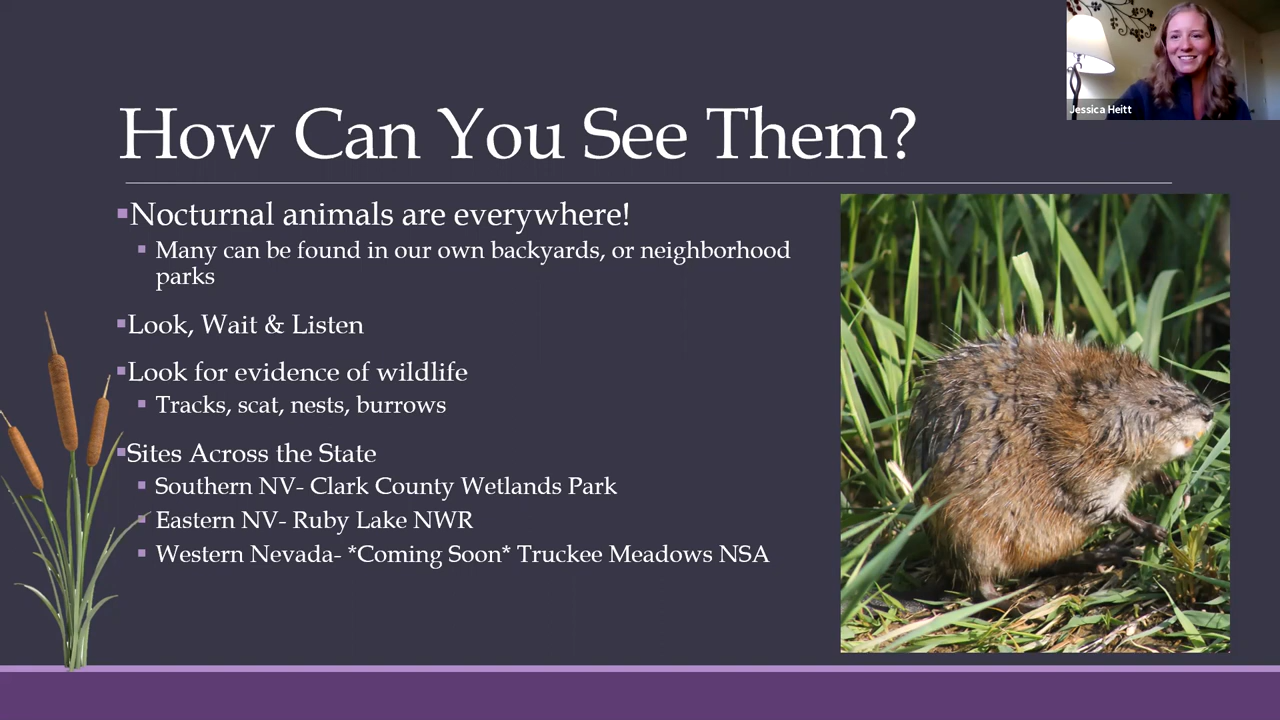 Jessica Heitt
How Can You See Them?
▪Nocturnal animals are everywhere!
▪ Many can be found in our own backyards, or neighborhood
parks
▪Look, Wait & Listen
▪Look for evidence of wildlife
▪ Tracks, scat, nests, burrows
▪Sites Across the State
▪ Southern NV- Clark County Wetlands Park
▪ Eastern NV- Ruby Lake NWR
▪ Western Nevada- *Coming Soon* Truckee Meadows NSA